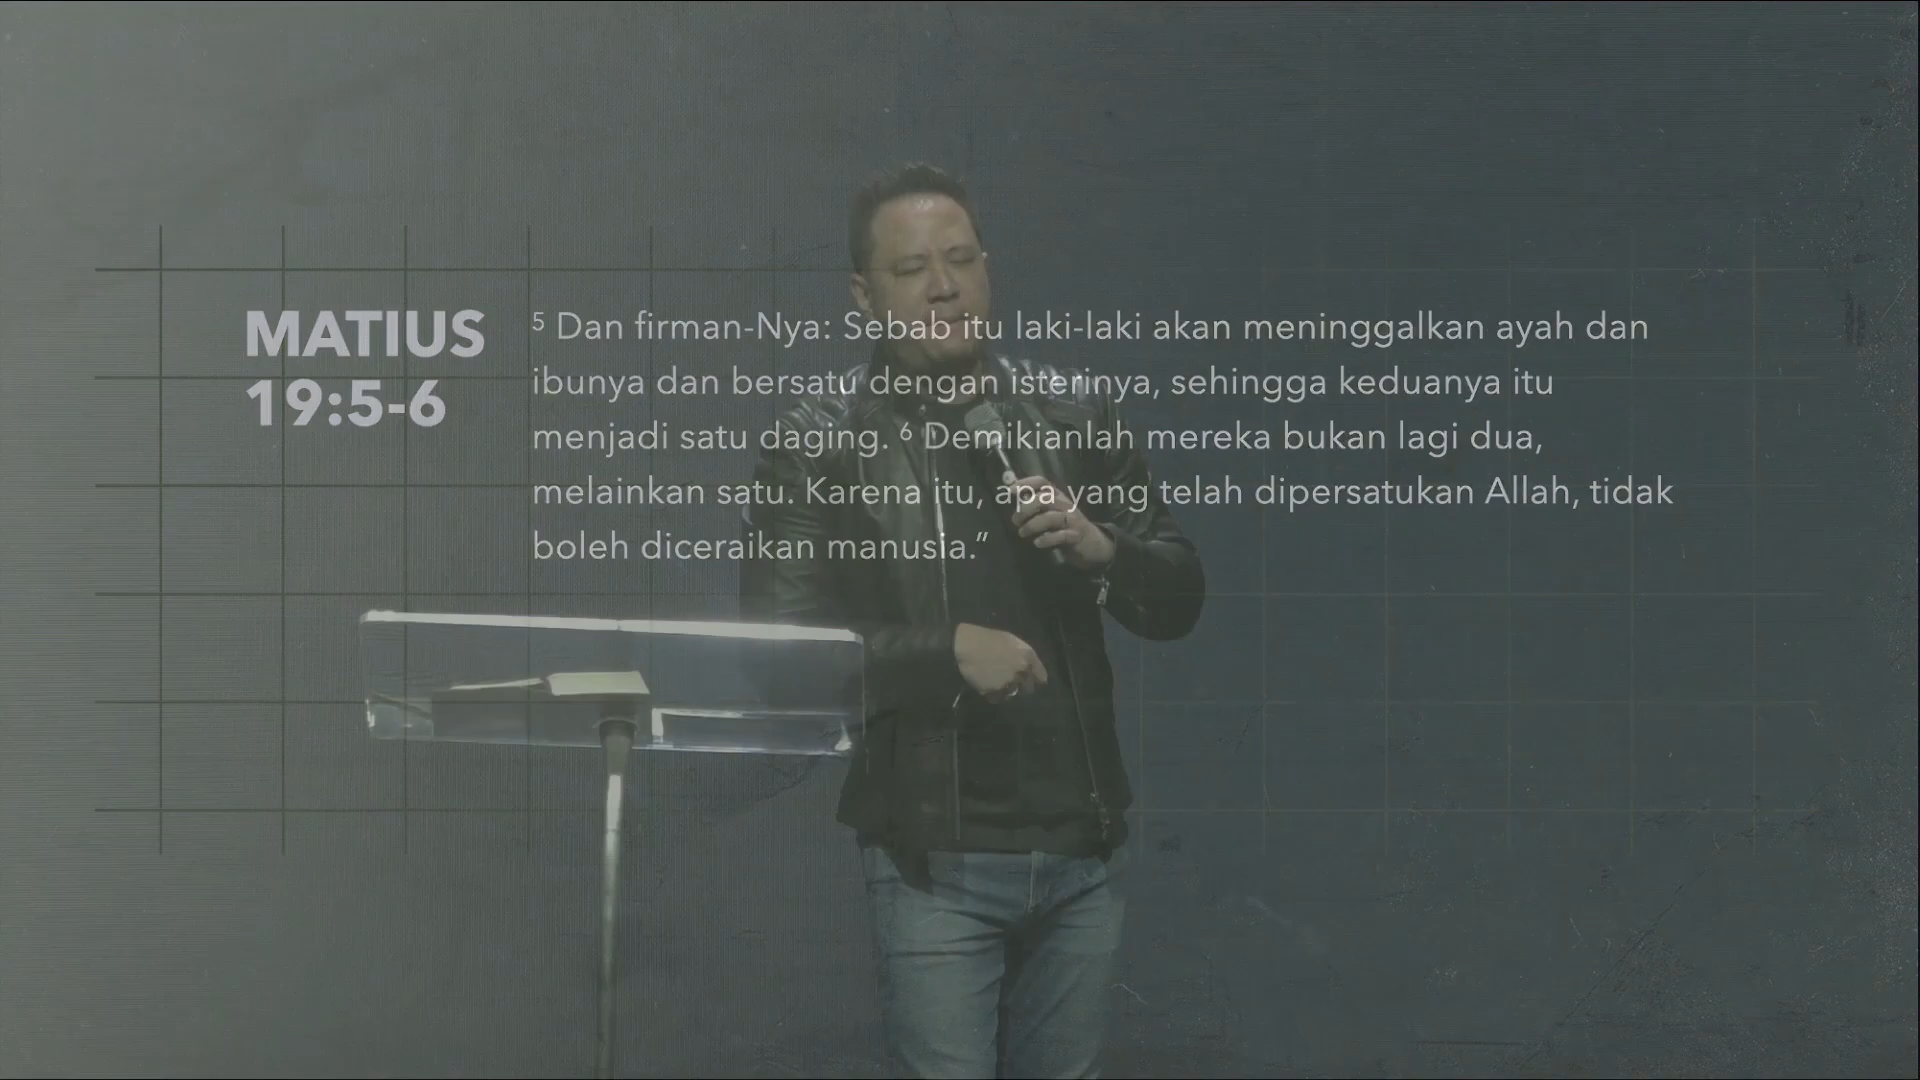 MATIUS
19:5-6
⁵ Dan firman-Nya: Sebab itu laki-laki akan meninggalkan ayah dan
ibunya dan bersatu dengan isterinya, sehingga keduanya itu
menjadi satu daging. ⁶ Demikianlah mereka bukan lagi dua,
melainkan satu. Karena itu, apa yang telah dipersatukan Allah, tidak
boleh diceraikan manusia.”